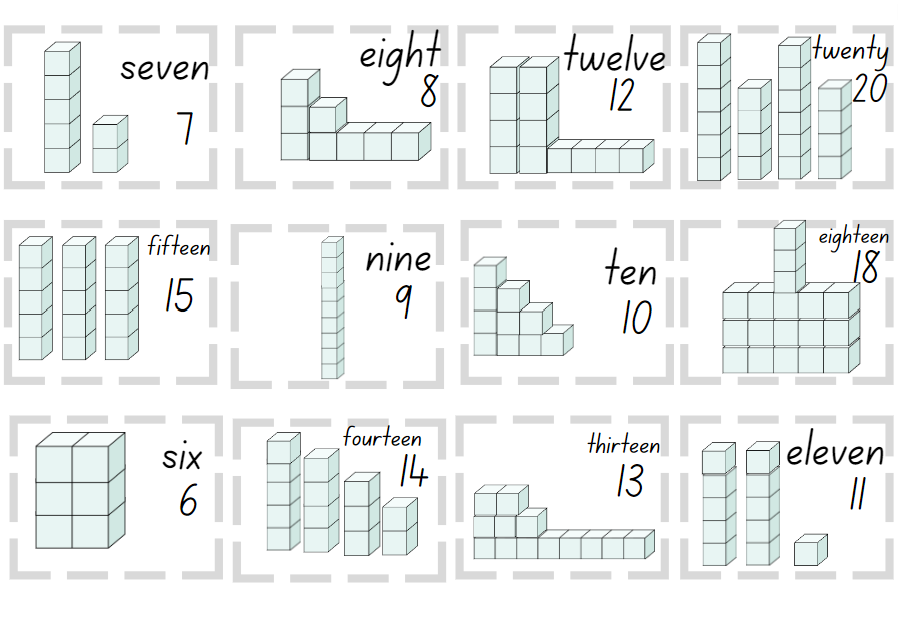 seven
7
eight
8
twelve
12
twenty
20
fifteen
15
nine
9
ten
10
eighteen
18
six
6
fourteen
14
thirteen
13
eleven
11